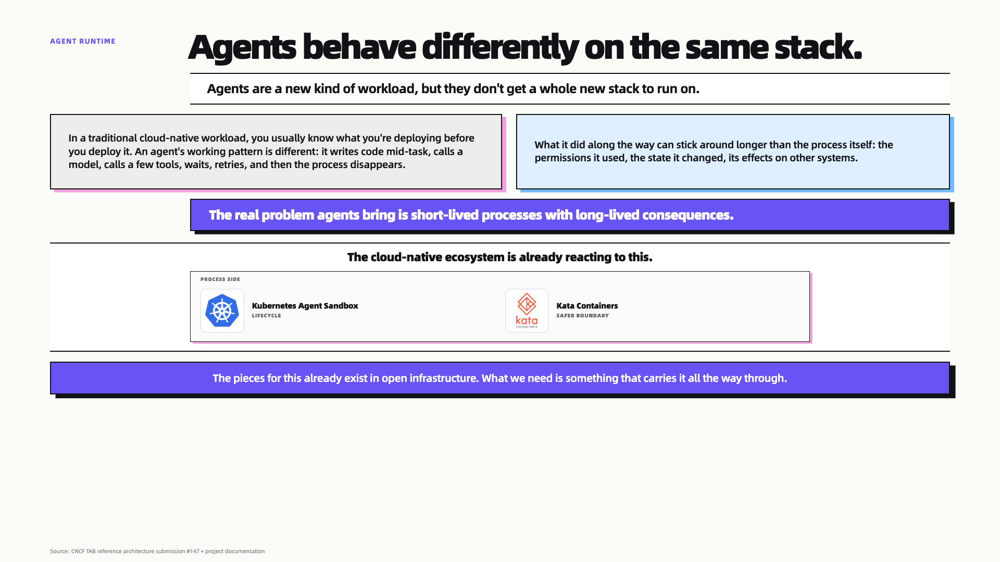 AGENT RUNTIME
Agents behave differently on the same stack.
Agents are a new kind of workload, but they don't get a whole new stack to run on.
In a traditional cloud-native workload, you usually know what you're deploying before
you deploy it. An agent's working pattern is different: it writes code mid-task, calls a
model, calls a few tools, waits, retries, and then the process disappears.
What it did along the way can stick around longer than the process itself: the
permissions it used, the state it changed, its effects on other systems.
The real problem agents bring is short-lived processes with long-lived consequences.
The cloud-native ecosystem is already reacting to this.
PROCESS SIDE
Kubernetes Agent Sandbox
LIFECYCLE
kata
containers
Kata Containers
SAFER BOUNDARY
The pieces for this already exist in open infrastructure. What we need is something that carries it all the way through.
Source: CNCF TAB reference architecture submission #147 + project documentation